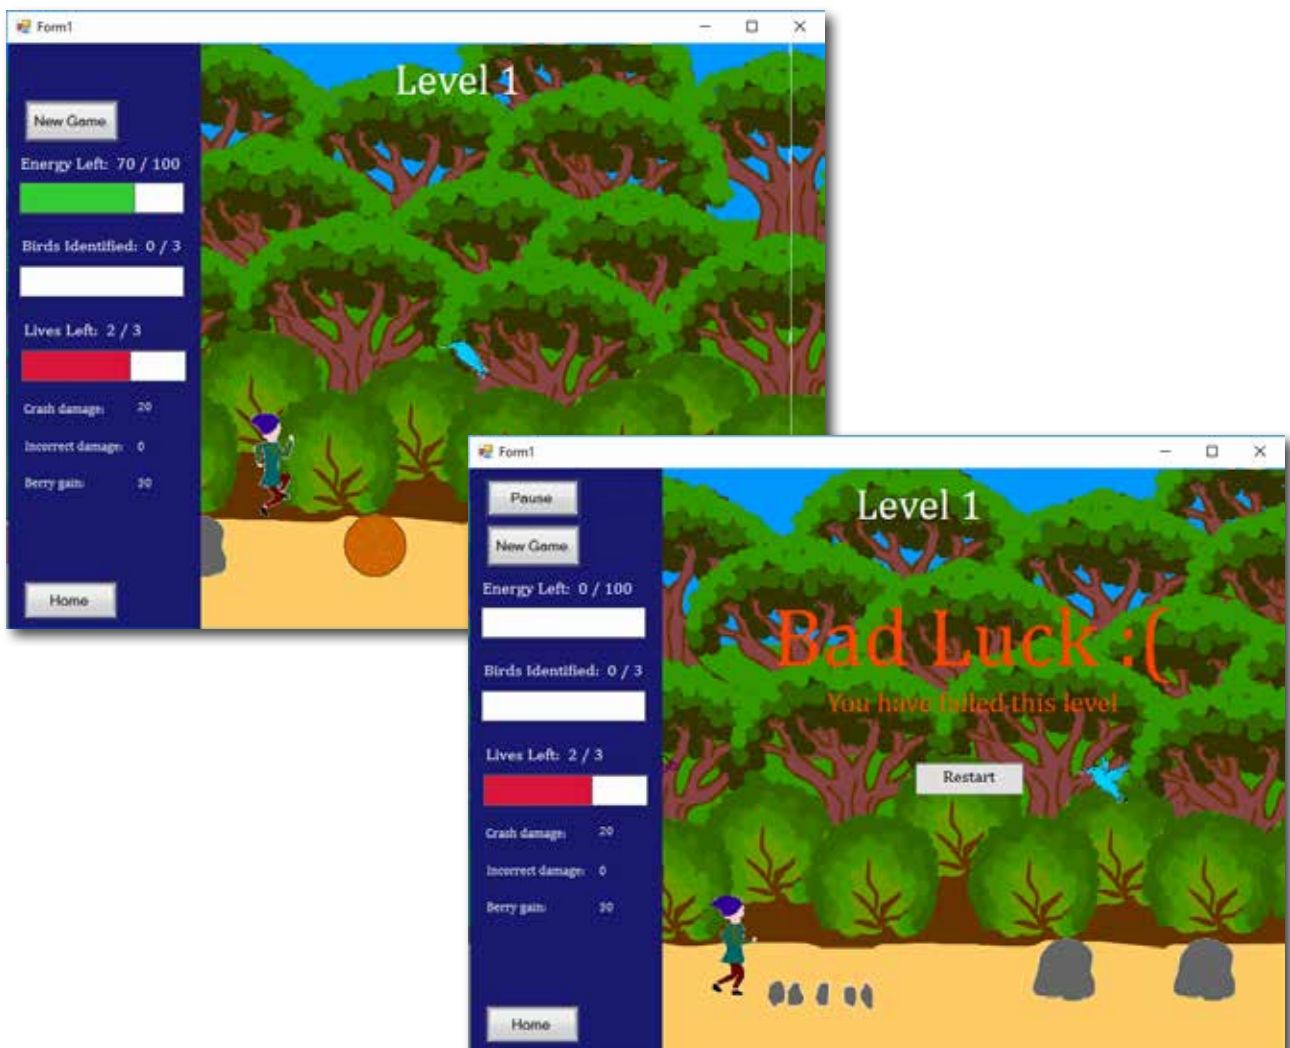 Form1
Level 1
New Game
Energy Left: 70 / 100
Birds Identified: 0 / 3
Lives Left: 2 / 3
Crash damage: 20
Incorrect damage: 0
Berry gain: 30
Home
Form1
Level 1
Pause
New Game
Energy Left: 0 / 100
Bad Luck :(
Birds Identified: 0 / 3
You have failed this level
Lives Left: 2 / 3
Restart
Crash damage: 20
Incorrect damage: 0
Berry gain: 30
Home